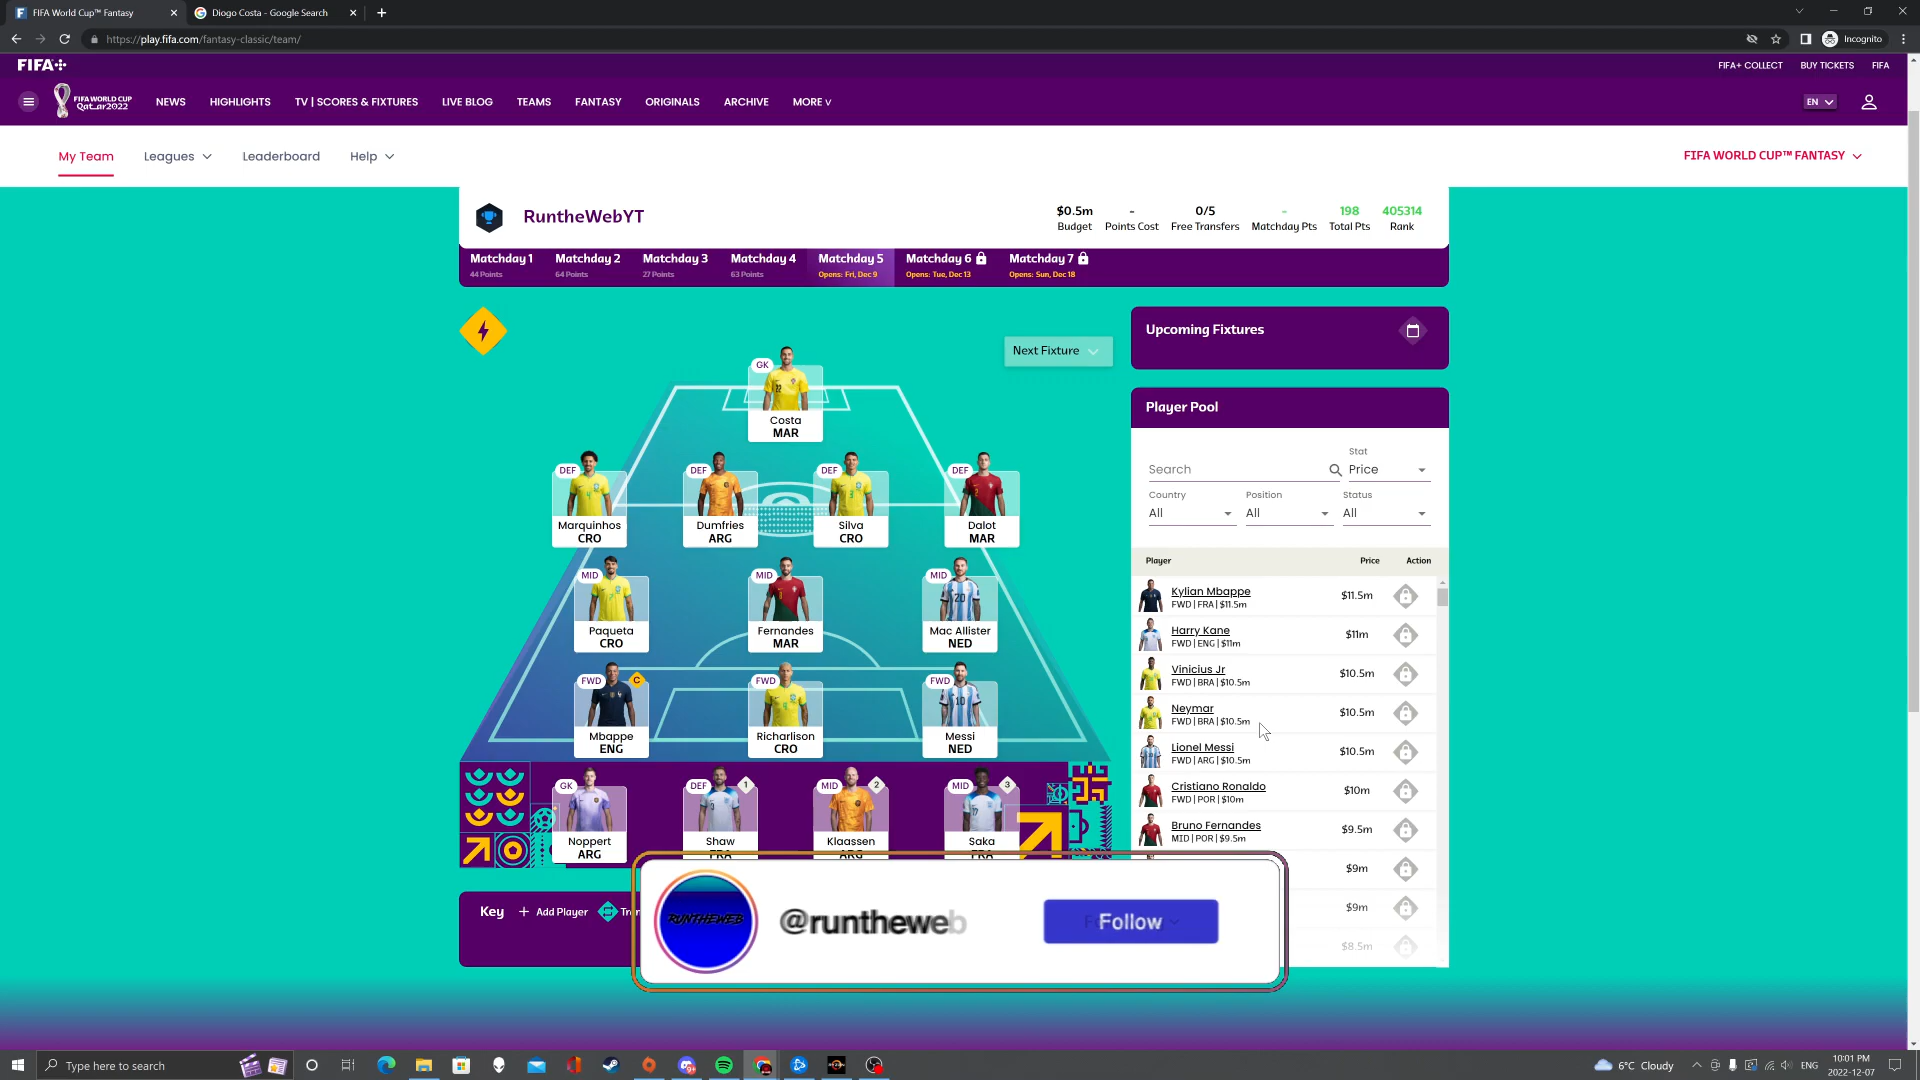 FIFA World Cup™ Fantasy
Diogo Costa - Google Search
https://play.fifa.com/fantasy-classic/team/
Incognito
FIFA+
FIFA+ COLLECT BUY TICKETS FIFA
FIFA WORLD CUP
Qatar2022
NEWS HIGHLIGHTS TV | SCORES & FIXTURES LIVE BLOG TEAMS FANTASY ORIGINALS ARCHIVE MORE
EN
My Team Leagues Leaderboard Help
FIFA WORLD CUP™ FANTASY
RuntheWebYT
$0.5m - 0/5 - 198 405314
Budget Points Cost Free Transfers Matchday Pts Total Pts Rank
Matchday 1 Matchday 2 Matchday 3 Matchday 4 Matchday 5 Matchday 6 Matchday 7
44 Points 64 Points 27 Points 63 Points Opens: Fri, Dec 9 Opens: Tue, Dec 13 Opens: Sun, Dec 18
Next Fixture
GK
Costa
MAR
DEF DEF DEF DEF
Marquinhos Dumfries Silva Dalot
CRO ARG CRO MAR
MID MID MID
Paqueta Fernandes Mac Allister
CRO MAR NED
FWD C FWD FWD
Mbappe Richarlison Messi
ENG CRO NED
GK DEF 1 MID 2 MID 3
Noppert Shaw Klaassen Saka
ARG FRA ARG FRA
Key + Add Player
Upcoming Fixtures
Player Pool
Stat
Search Price
Country Position Status
All All All
Player Price Action
Kylian Mbappe
FWD | FRA | $11.5m
$11.5m
Harry Kane
FWD | ENG | $11m
$11m
Vinicius Jr
FWD | BRA | $10.5m
$10.5m
Neymar
FWD | BRA | $10.5m
$10.5m
Lionel Messi
FWD | ARG | $10.5m
$10.5m
Cristiano Ronaldo
FWD | POR | $10m
$10m
Bruno Fernandes
MID | POR | $9.5m
$9.5m
$9m
$9m
$8.5m
RUNTHEWEB
@runtheweb
Follow
Type here to search
6°C Cloudy
ENG
10:01 PM
2022-12-07